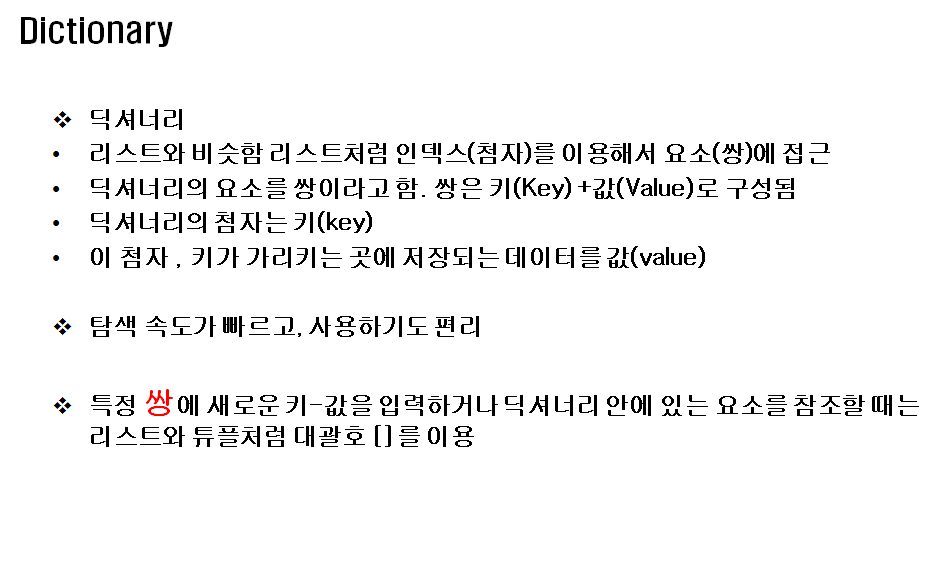 Dictionary
❖ 딕셔너리
• 리스트와 비슷함 리스트처럼 인덱스(첨자)를 이용해서 요소(쌍)에 접근
• 딕셔너리의 요소를 쌍이라고 함. 쌍은 키(Key) +값(Value)로 구성됨
• 딕셔너리의 첨자는 키(key)
• 이 첨자 , 키가 가리키는 곳에 저장되는 데이터를 값(value)
❖ 탐색 속도가 빠르고, 사용하기도 편리
❖ 특정 쌍에 새로운 키-값을 입력하거나 딕셔너리 안에 있는 요소를 참조할 때는
리스트와 튜플처럼 대괄호 [ ] 를 이용